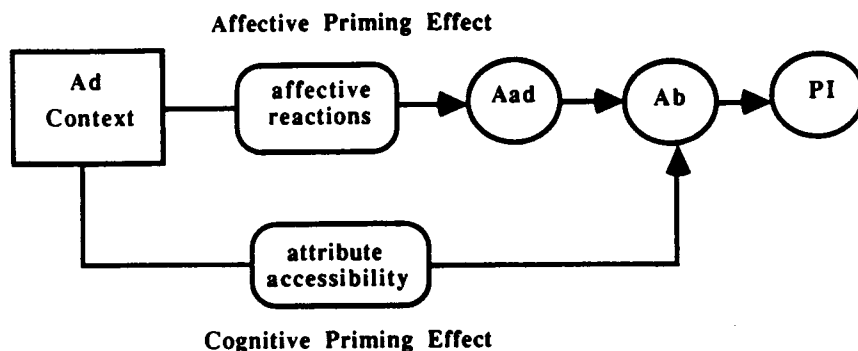 Affective Priming Effect
Ad
Context
affective
reactions
Aad
Ab
PI
attribute
accessibility
Cognitive Priming Effect